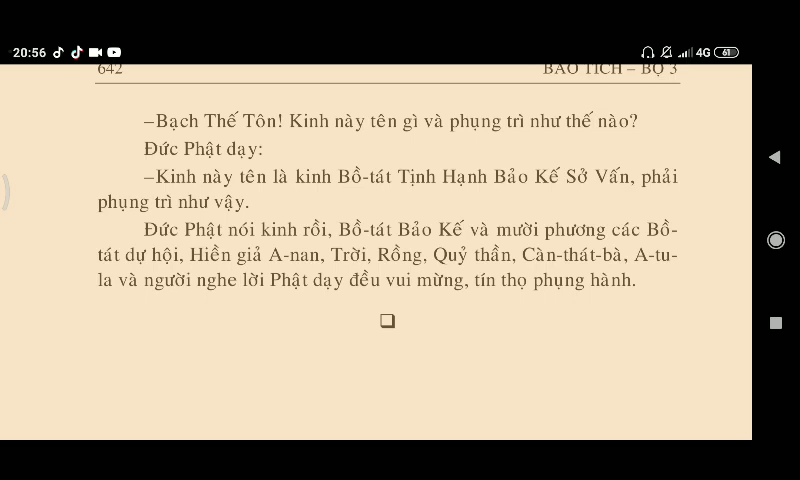 20:56
4G 61
642 BẢO TÍCH – BỘ 3
–Bạch Thế Tôn! Kinh này tên gì và phụng trì như thế nào?
Đức Phật dạy:
–Kinh này tên là kinh Bồ-tát Tịnh Hạnh Bảo Kế Sở Vấn, phải
phụng trì như vậy.
Đức Phật nói kinh rồi, Bồ-tát Bảo Kế và mười phương các Bồ-
tát dự hội, Hiền giả A-nan, Trời, Rồng, Quỷ thần, Càn-thát-bà, A-tu-
la và người nghe lời Phật dạy đều vui mừng, tín thọ phụng hành.